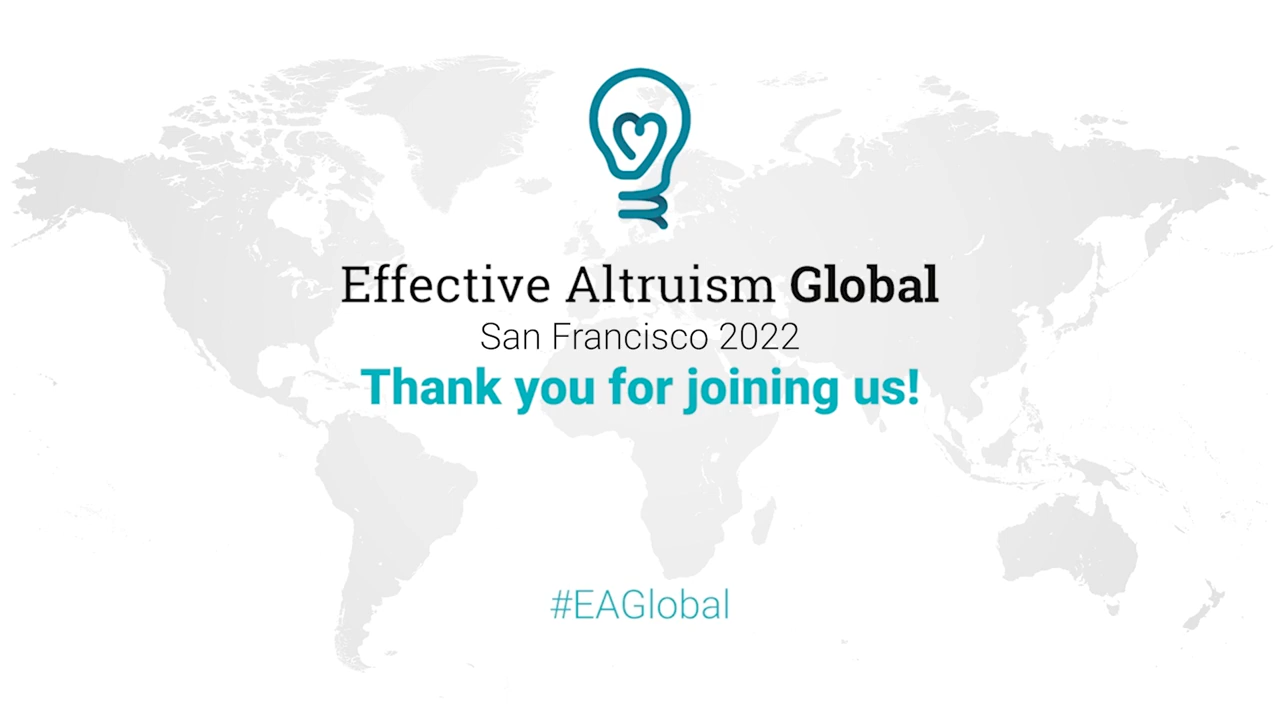 Effective Altruism Global
San Francisco 2022
Thank you for joining us!
#EAGlobal